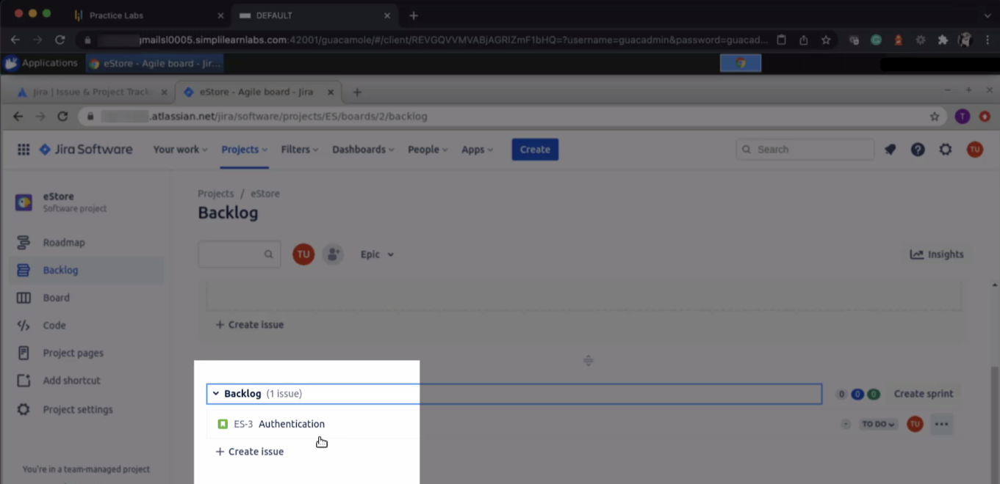 Practice Labs
DEFAULT
gmailsl0005.simplilearnlabs.com:42001/guacamole/#/client/REVGQVVMVABjAGRIZmF1bHQ=?username=guacadmin&password=guacad...
Applications
eStore - Agile board - Jir...
Jira | Issue & Project Track
eStore - Agile board - Jira
.atlassian.net/jira/software/projects/ES/boards/2/backlog
Jira Software
Your work
Projects
Filters
Dashboards
People
Apps
Create
Search
TU
eStore
Software project
Projects / eStore
Backlog
Roadmap
Backlog
Board
Code
Project pages
Add shortcut
Project settings
You're in a team-managed project
TU
Epic
Insights
+ Create issue
Backlog (1 issue)
0 0 0
Create sprint
ES-3 Authentication
-
TO DO
TU
+ Create issue
T